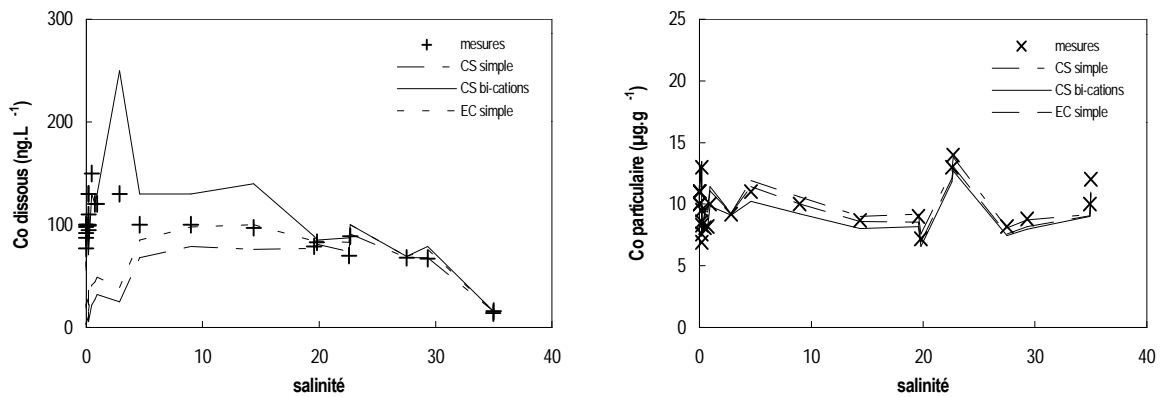 300
200
100
0
Co dissous (ng.L -1)
mesures
CS simple
CS bi-cations
EC simple
0 10 20 30 40
salinité
25
20
15
10
5
0
Co particulaire (µg.g -1)
mesures
CS simple
CS bi-cations
EC simple
0 10 20 30 40
salinité